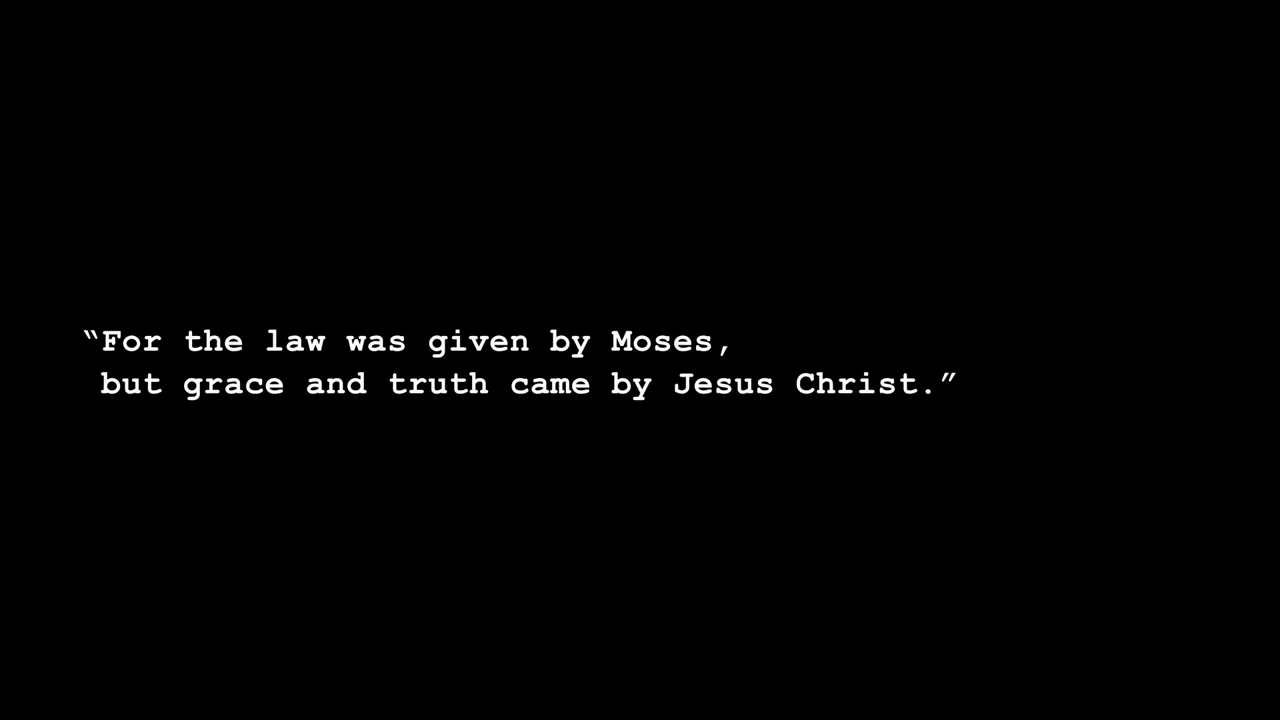 “For the law was given by Moses,
but grace and truth came by Jesus Christ.”